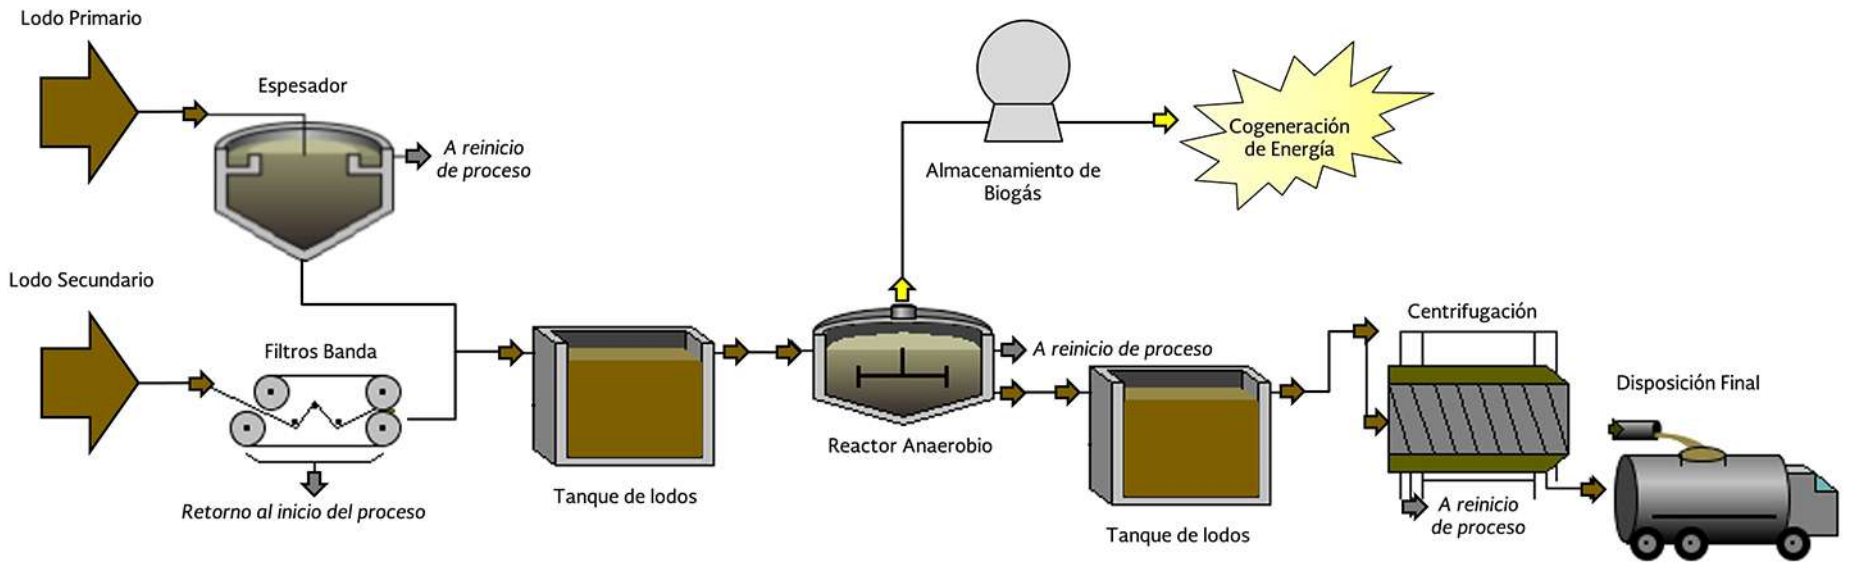 Lodo Primario
Espesador
A reinicio
de proceso
Lodo Secundario
Filtros Banda
Retorno al inicio del proceso
Tanque de lodos
Reactor Anaerobio
A reinicio de proceso
Almacenamiento de
Biogás
Cogeneración
de Energía
Tanque de lodos
Centrifugación
A reinicio
de proceso
Disposición Final